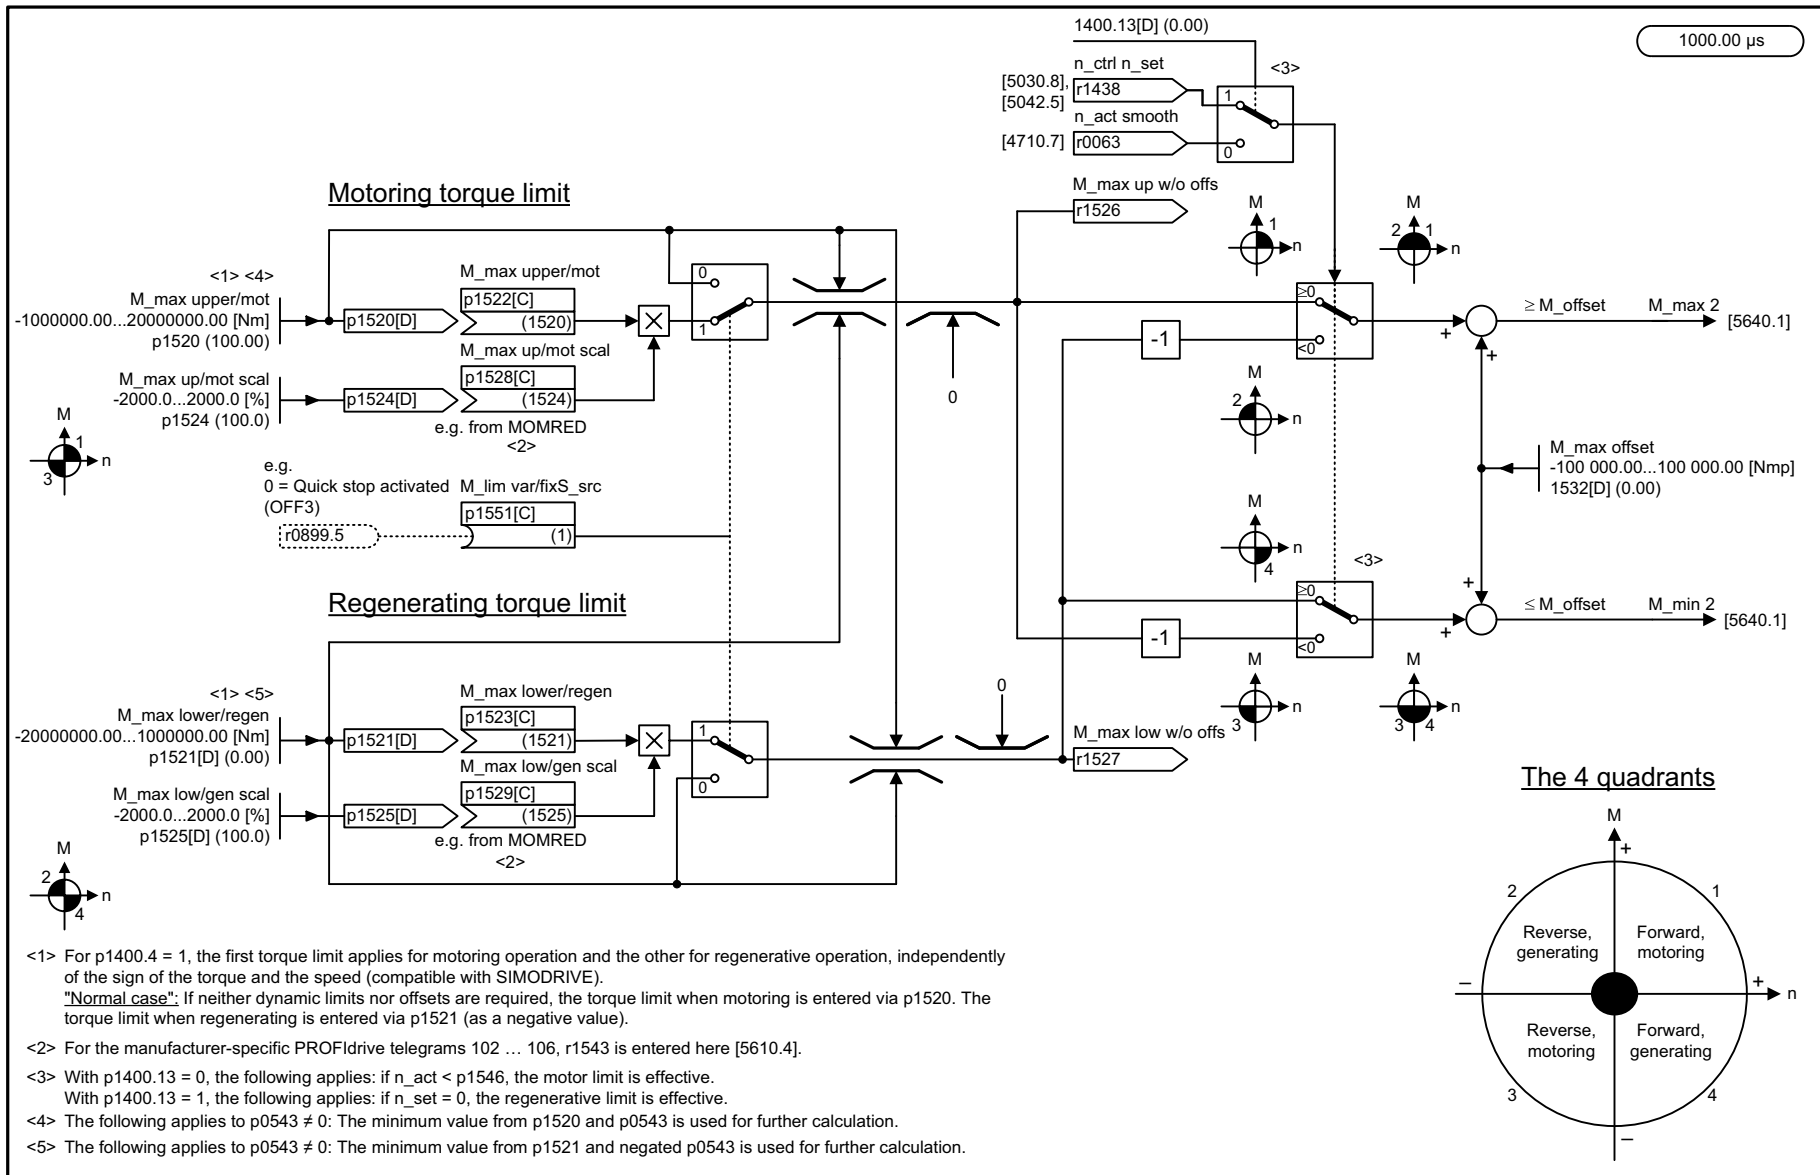 1400.13[D] (0.00)
1000.00 µs
n_ctrl n_set
<3>
[5030.8],
r1438
[5042.5]
1
n_act smooth
[4710.7]
r0063
0
Motoring torque limit
M_max up w/o offs
r1526
M
1
n
M
2
1
n
<1> <4>
M_max upper/mot
-1000000.00...20000000.00 [Nm]
p1520 (100.00)
p1520[D]
M_max upper/mot
p1522[C]
(1520)
0
1
≥0
<0
-1
+
+
≥ M_offset
M_max 2
[5640.1]
M_max up/mot scal
-2000.0...2000.0 [%]
p1524 (100.0)
p1524[D]
M_max up/mot scal
p1528[C]
(1524)
e.g. from MOMRED
<2>
0
M
2
n
M
1
n
3
e.g.
0 = Quick stop activated
(OFF3)
r0899.5
M_lim var/fixS_src
p1551[C]
(1)
M_max offset
-100 000.00...100 000.00 [Nmp]
1532[D] (0.00)
M
n
4
<3>
Regenerating torque limit
≥0
<0
-1
+
+
≤ M_offset
M_min 2
[5640.1]
<1> <5>
M_max lower/regen
-20000000.00...1000000.00 [Nm]
p1521[D] (0.00)
p1521[D]
M_max lower/regen
p1523[C]
(1521)
1
0
0
M
n
3
M
n
3
4
M_max low w/o offs
r1527
M_max low/gen scal
-2000.0...2000.0 [%]
p1525[D] (100.0)
p1525[D]
M_max low/gen scal
p1529[C]
(1525)
e.g. from MOMRED
<2>
M
2
n
4
The 4 quadrants
M
+
2
1
Reverse,
generating
Forward,
motoring
–
+
n
Reverse,
motoring
Forward,
generating
3
4
–
<1> For p1400.4 = 1, the first torque limit applies for motoring operation and the other for regenerative operation, independently
of the sign of the torque and the speed (compatible with SIMODRIVE).
"Normal case": If neither dynamic limits nor offsets are required, the torque limit when motoring is entered via p1520. The
torque limit when regenerating is entered via p1521 (as a negative value).
<2> For the manufacturer-specific PROFIdrive telegrams 102 … 106, r1543 is entered here [5610.4].
<3> With p1400.13 = 0, the following applies: if n_act < p1546, the motor limit is effective.
With p1400.13 = 1, the following applies: if n_set = 0, the regenerative limit is effective.
<4> The following applies to p0543 ≠ 0: The minimum value from p1520 and p0543 is used for further calculation.
<5> The following applies to p0543 ≠ 0: The minimum value from p1521 and negated p0543 is used for further calculation.